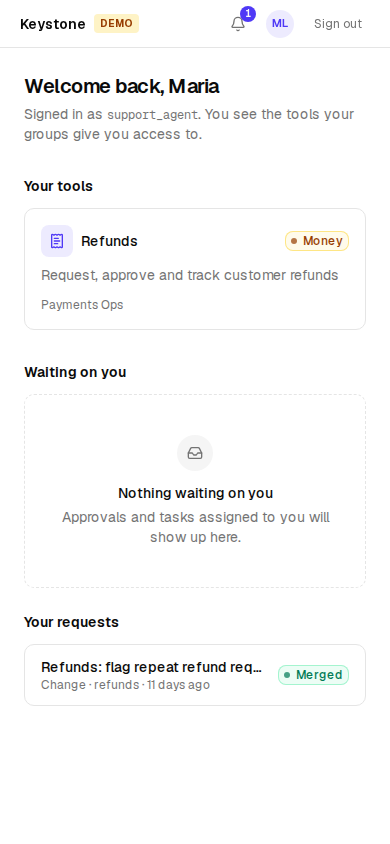 Keystone DEMO 1 ML Sign out
Welcome back, Maria
Signed in as support_agent. You see the tools your
groups give you access to.
Your tools
Refunds Money
Request, approve and track customer refunds
Payments Ops
Waiting on you
Nothing waiting on you
Approvals and tasks assigned to you will
show up here.
Your requests
Refunds: flag repeat refund req... Merged
Change · refunds · 11 days ago